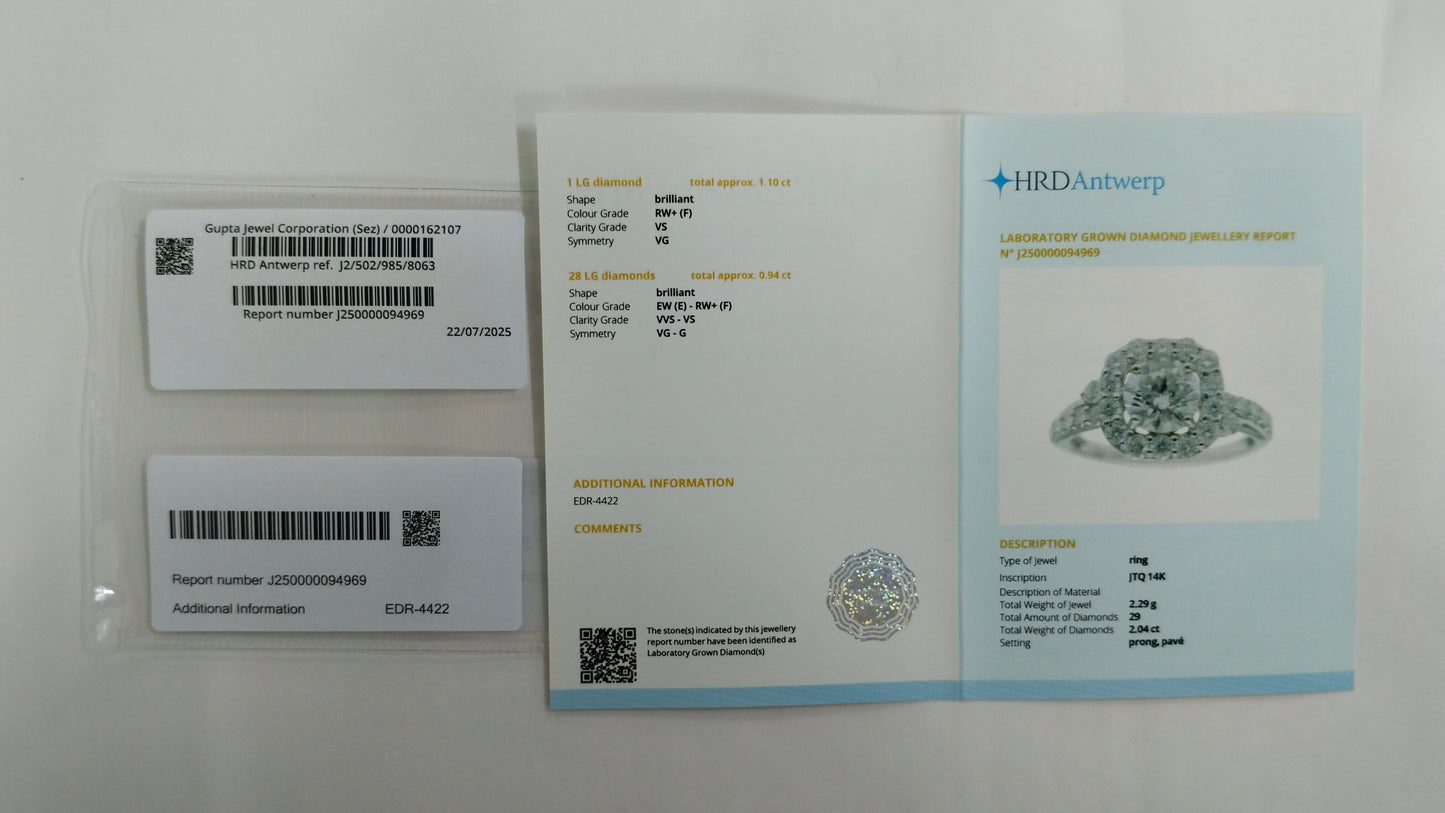 Gupta Jewel Corporation (Sez) / 0000162107
HRD Antwerp ref. J2/502/985/8063
Report number J250000094969
22/07/2025
Report number J250000094969
Additional Information EDR-4422
1 LG diamond total approx. 1.10 ct
Shape brilliant
Colour Grade RW+ (F)
Clarity Grade VS
Symmetry VG
28 LG diamonds total approx. 0.94 ct
Shape brilliant
Colour Grade EW (E) - RW+ (F)
Clarity Grade VVS - VS
Symmetry VG - G
ADDITIONAL INFORMATION
EDR-4422
COMMENTS
The stone(s) indicated by this jewellery
report number have been identified as
Laboratory Grown Diamond(s)
HRD Antwerp
LABORATORY GROWN DIAMOND JEWELLERY REPORT
N° J250000094969
DESCRIPTION
Type of Jewel ring
Inscription JTQ 14K
Description of Material
Total Weight of Jewel 2.29 g
Total Amount of Diamonds 29
Total Weight of Diamonds 2.04 ct
Setting prong, pavé